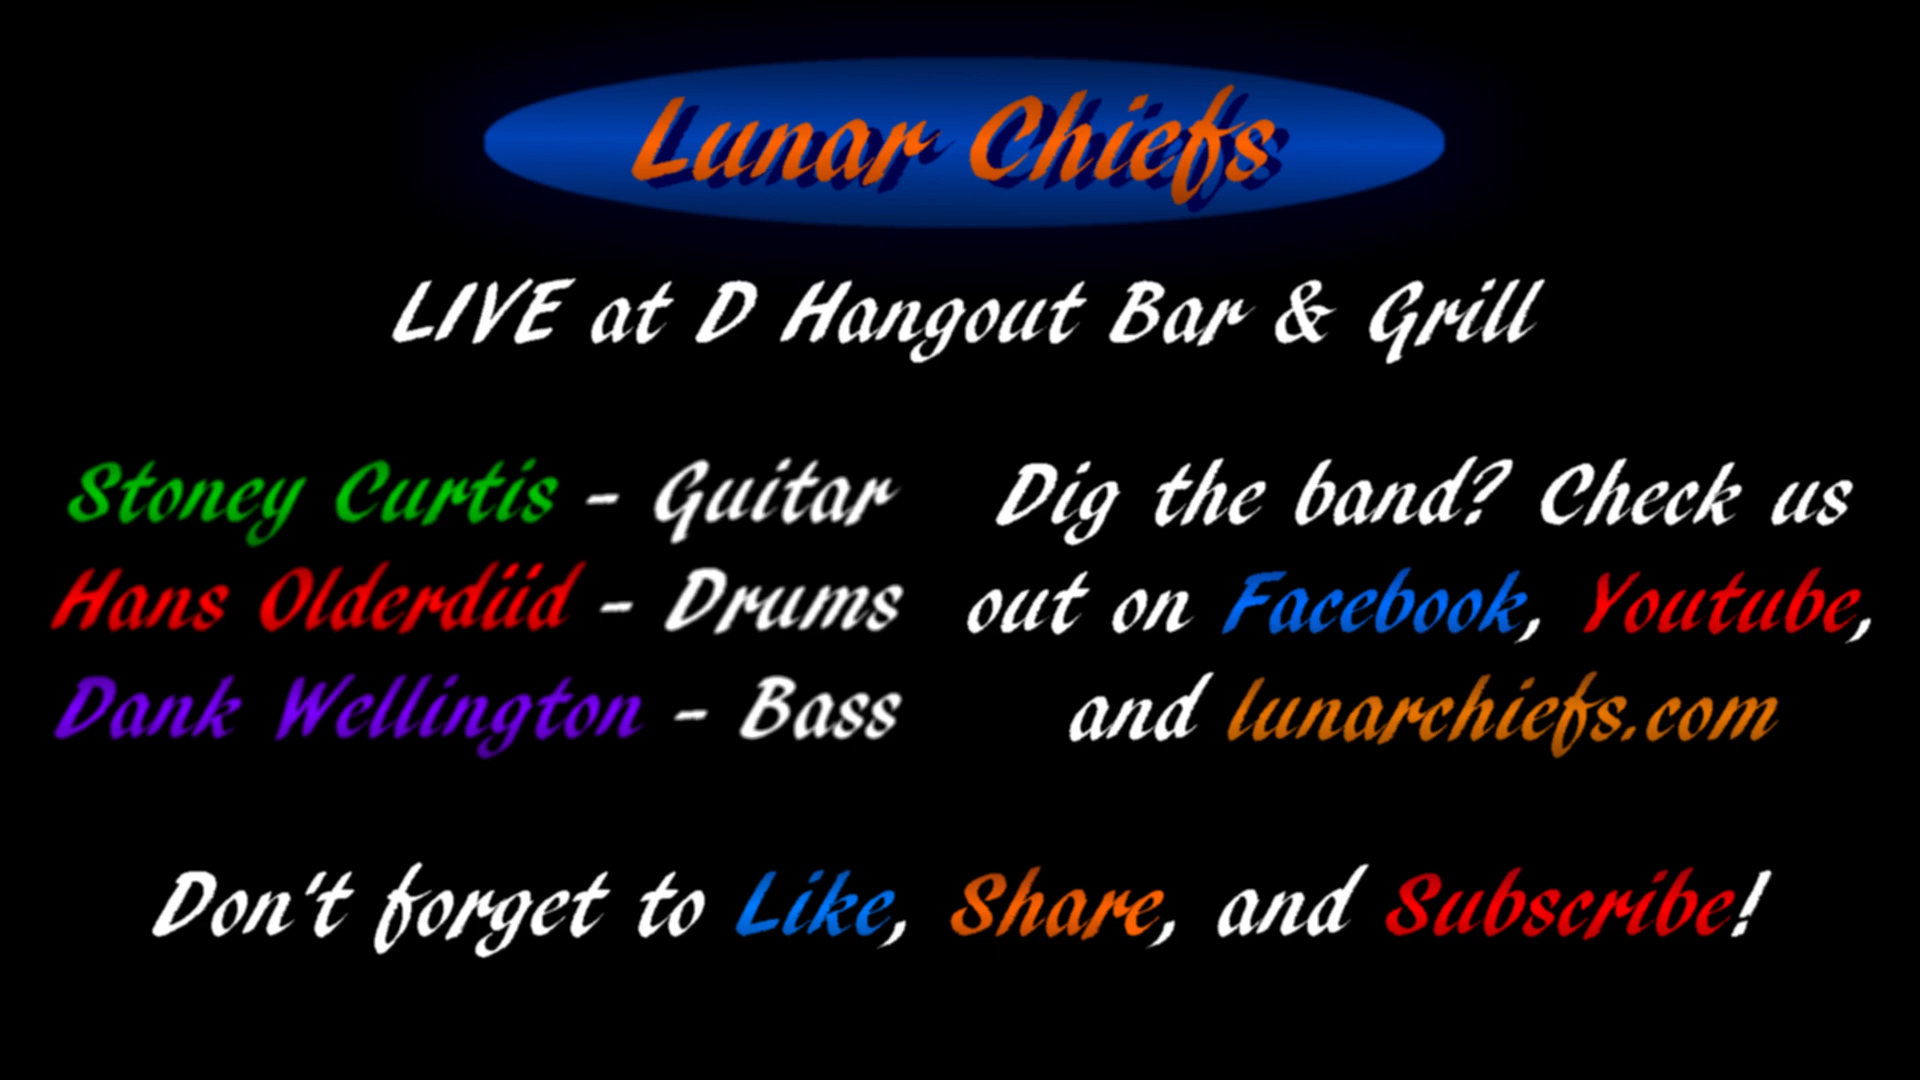 Lunar Chiefs
LIVE at D Hangout Bar & Grill
Stoney Curtis - Guitar
Hans Olderdüd - Drums
Dank Wellington - Bass
Dig the band? Check us
out on Facebook, Youtube,
and lunarchiefs.com
Don't forget to Like, Share, and Subscribe!